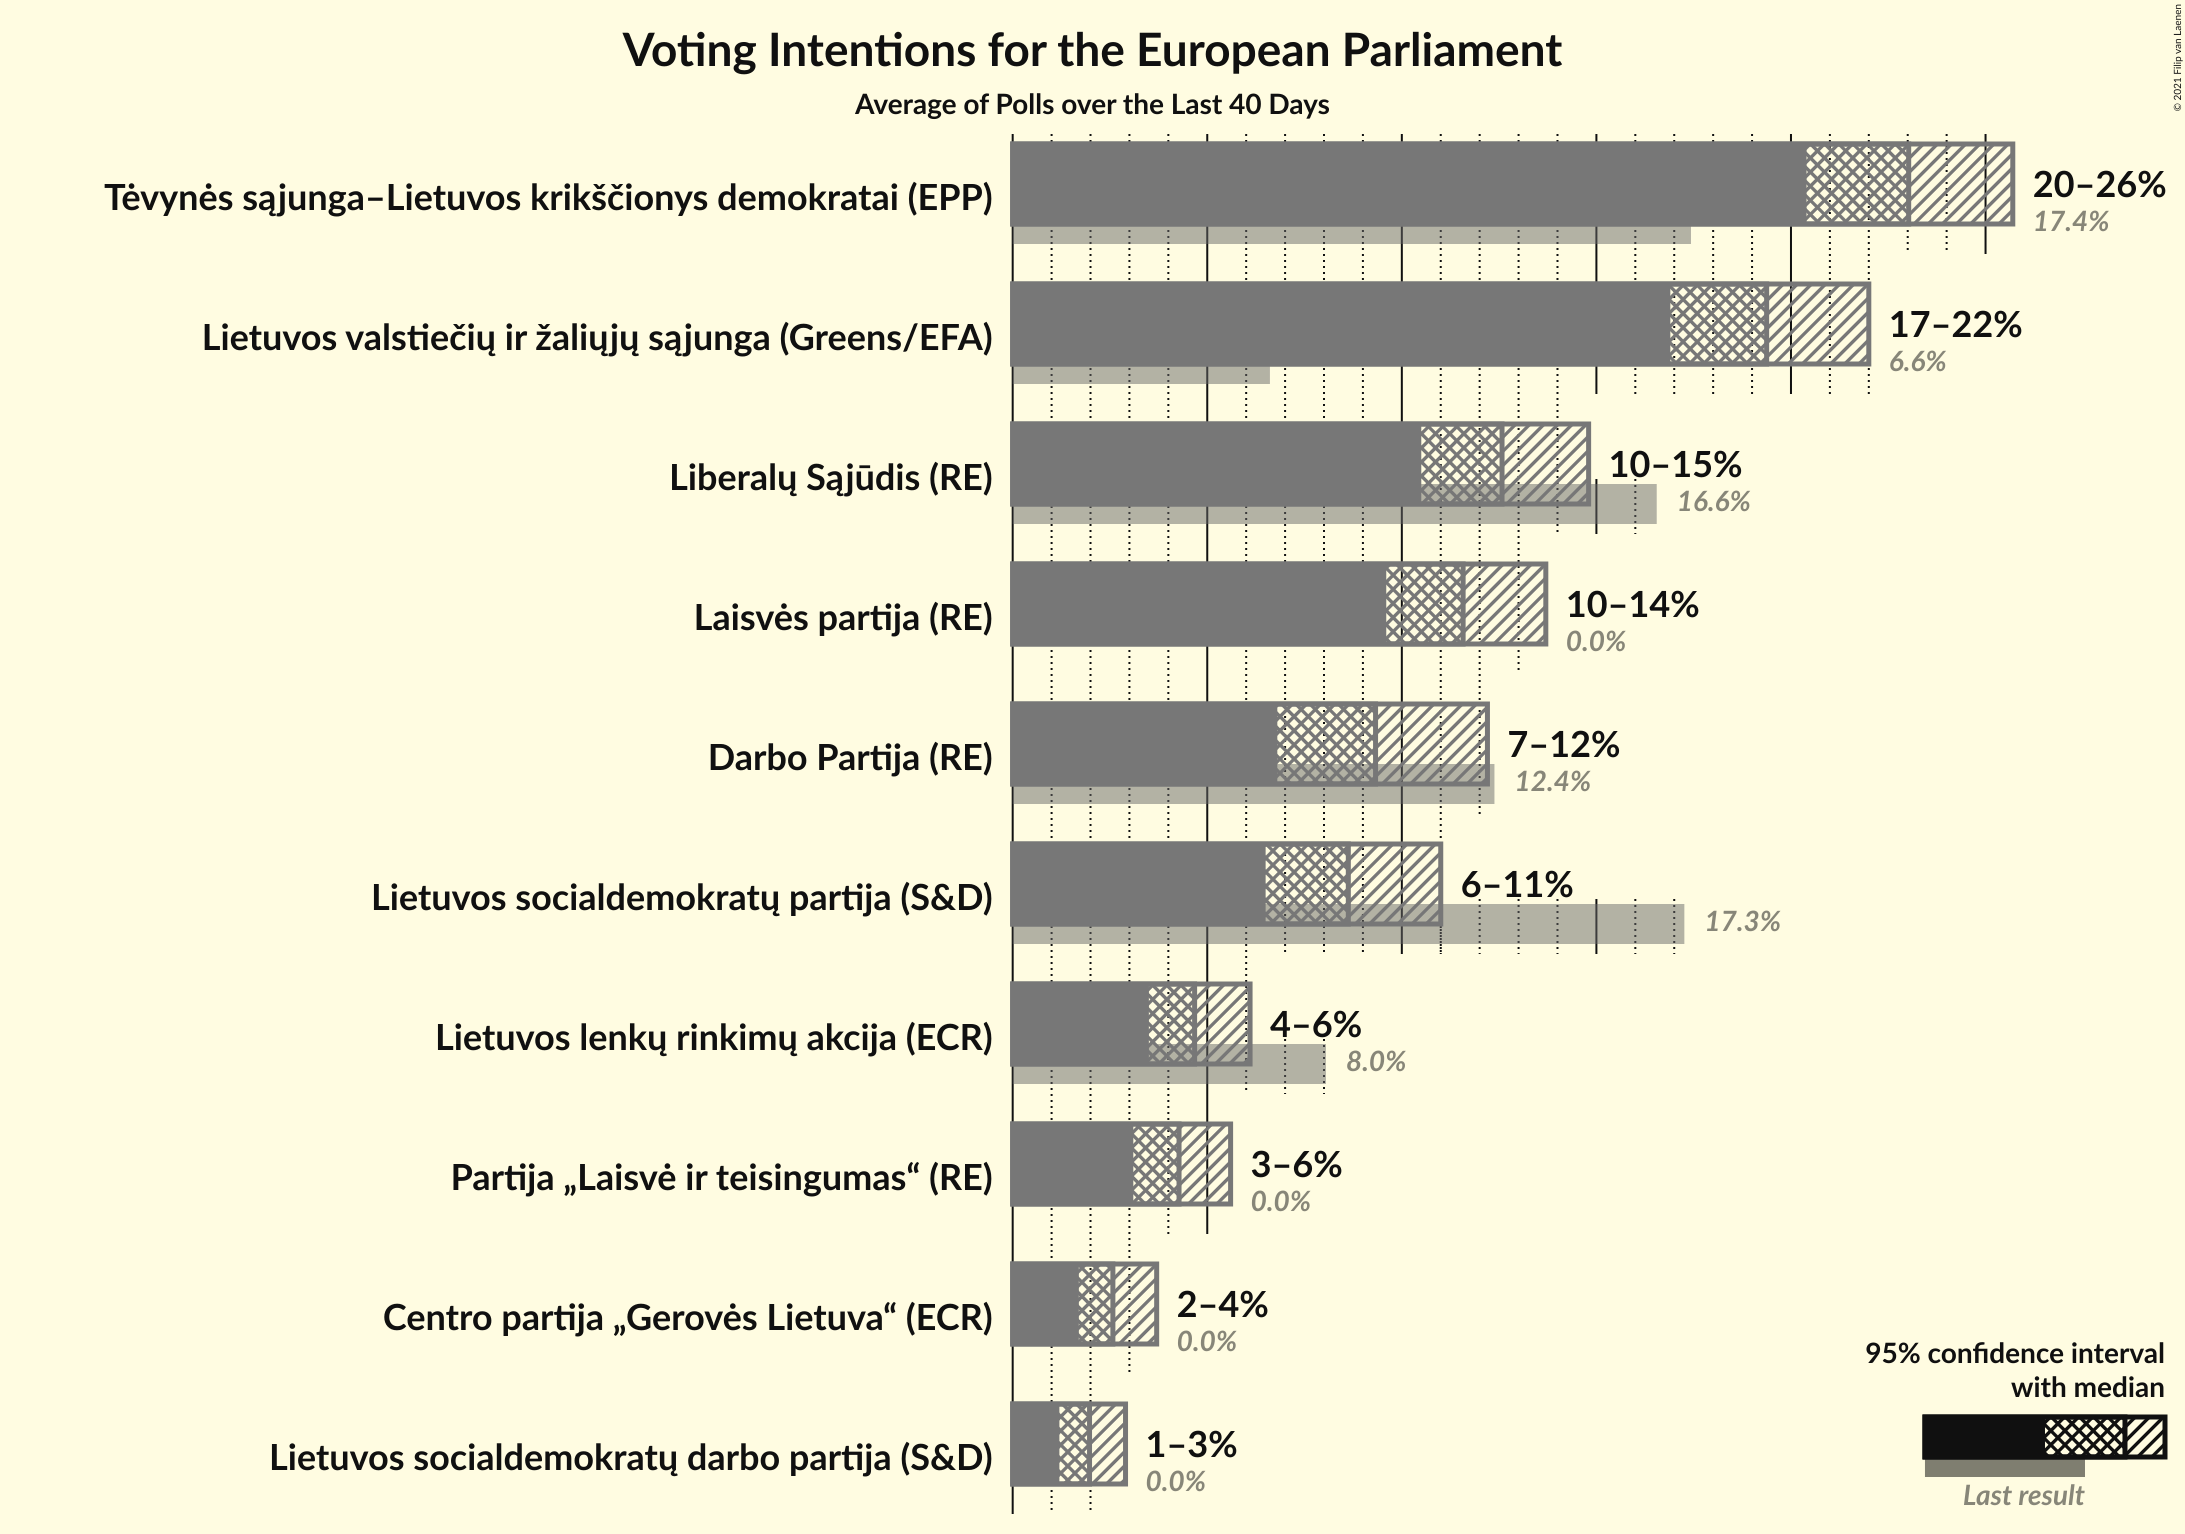 © 2021 Filip van Laenen
Voting Intentions for the European Parliament
Average of Polls over the Last 40 Days
Tėvynės sąjunga–Lietuvos krikščionys demokratai (EPP)
20–26%
17.4%
Lietuvos valstiečių ir žaliųjų sąjunga (Greens/EFA)
17–22%
6.6%
Liberalų Sąjūdis (RE)
10–15%
16.6%
Laisvės partija (RE)
10–14%
0.0%
Darbo Partija (RE)
7–12%
12.4%
Lietuvos socialdemokratų partija (S&D)
6–11%
17.3%
Lietuvos lenkų rinkimų akcija (ECR)
4–6%
8.0%
Partija „Laisvė ir teisingumas“ (RE)
3–6%
0.0%
Centro partija „Gerovės Lietuva“ (ECR)
2–4%
0.0%
Lietuvos socialdemokratų darbo partija (S&D)
1–3%
0.0%
95% confidence interval
with median
Last result